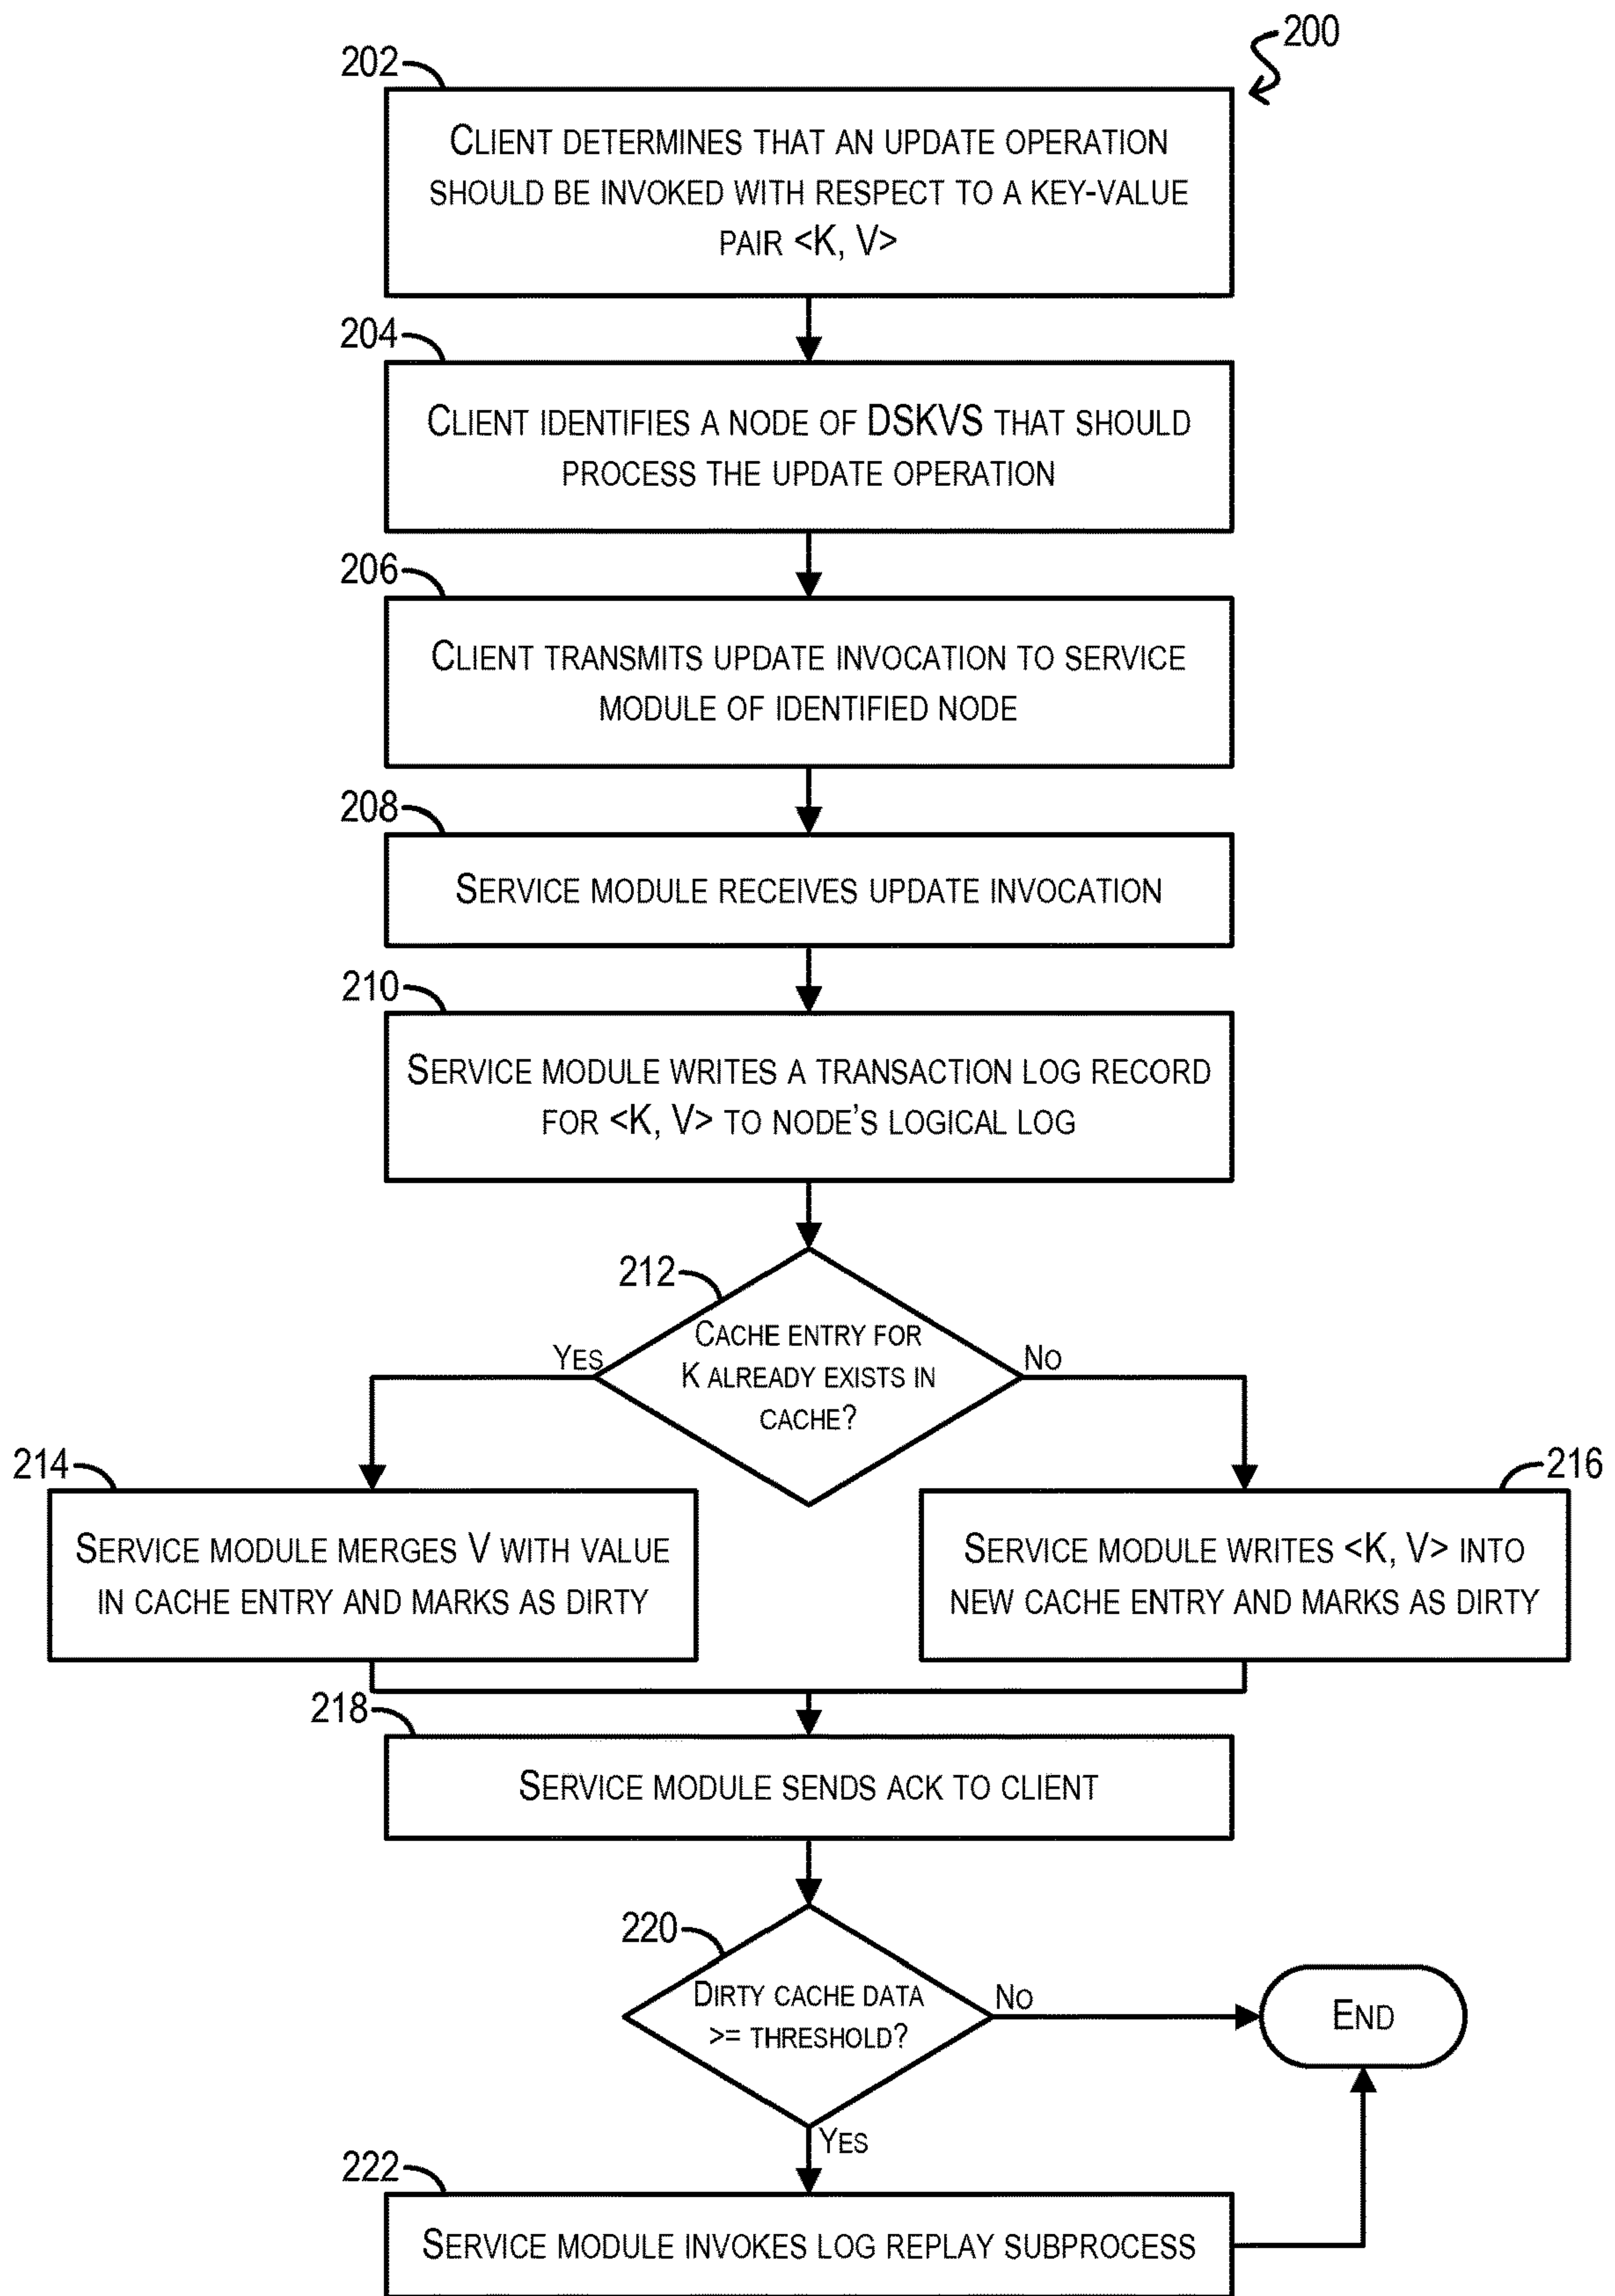 200
202
Client determines that an update operation
should be invoked with respect to a key-value
pair <K, V>
204
Client identifies a node of DSKVS that should
process the update operation
206
Client transmits update invocation to service
module of identified node
208
Service module receives update invocation
210
Service module writes a transaction log record
for <K, V> to node's logical log
212
Cache entry for
K already exists in
cache?
Yes
No
214
Service module merges V with value
in cache entry and marks as dirty
216
Service module writes <K, V> into
new cache entry and marks as dirty
218
Service module sends ack to client
220
Dirty cache data
>= threshold?
No
End
Yes
222
Service module invokes log replay subprocess